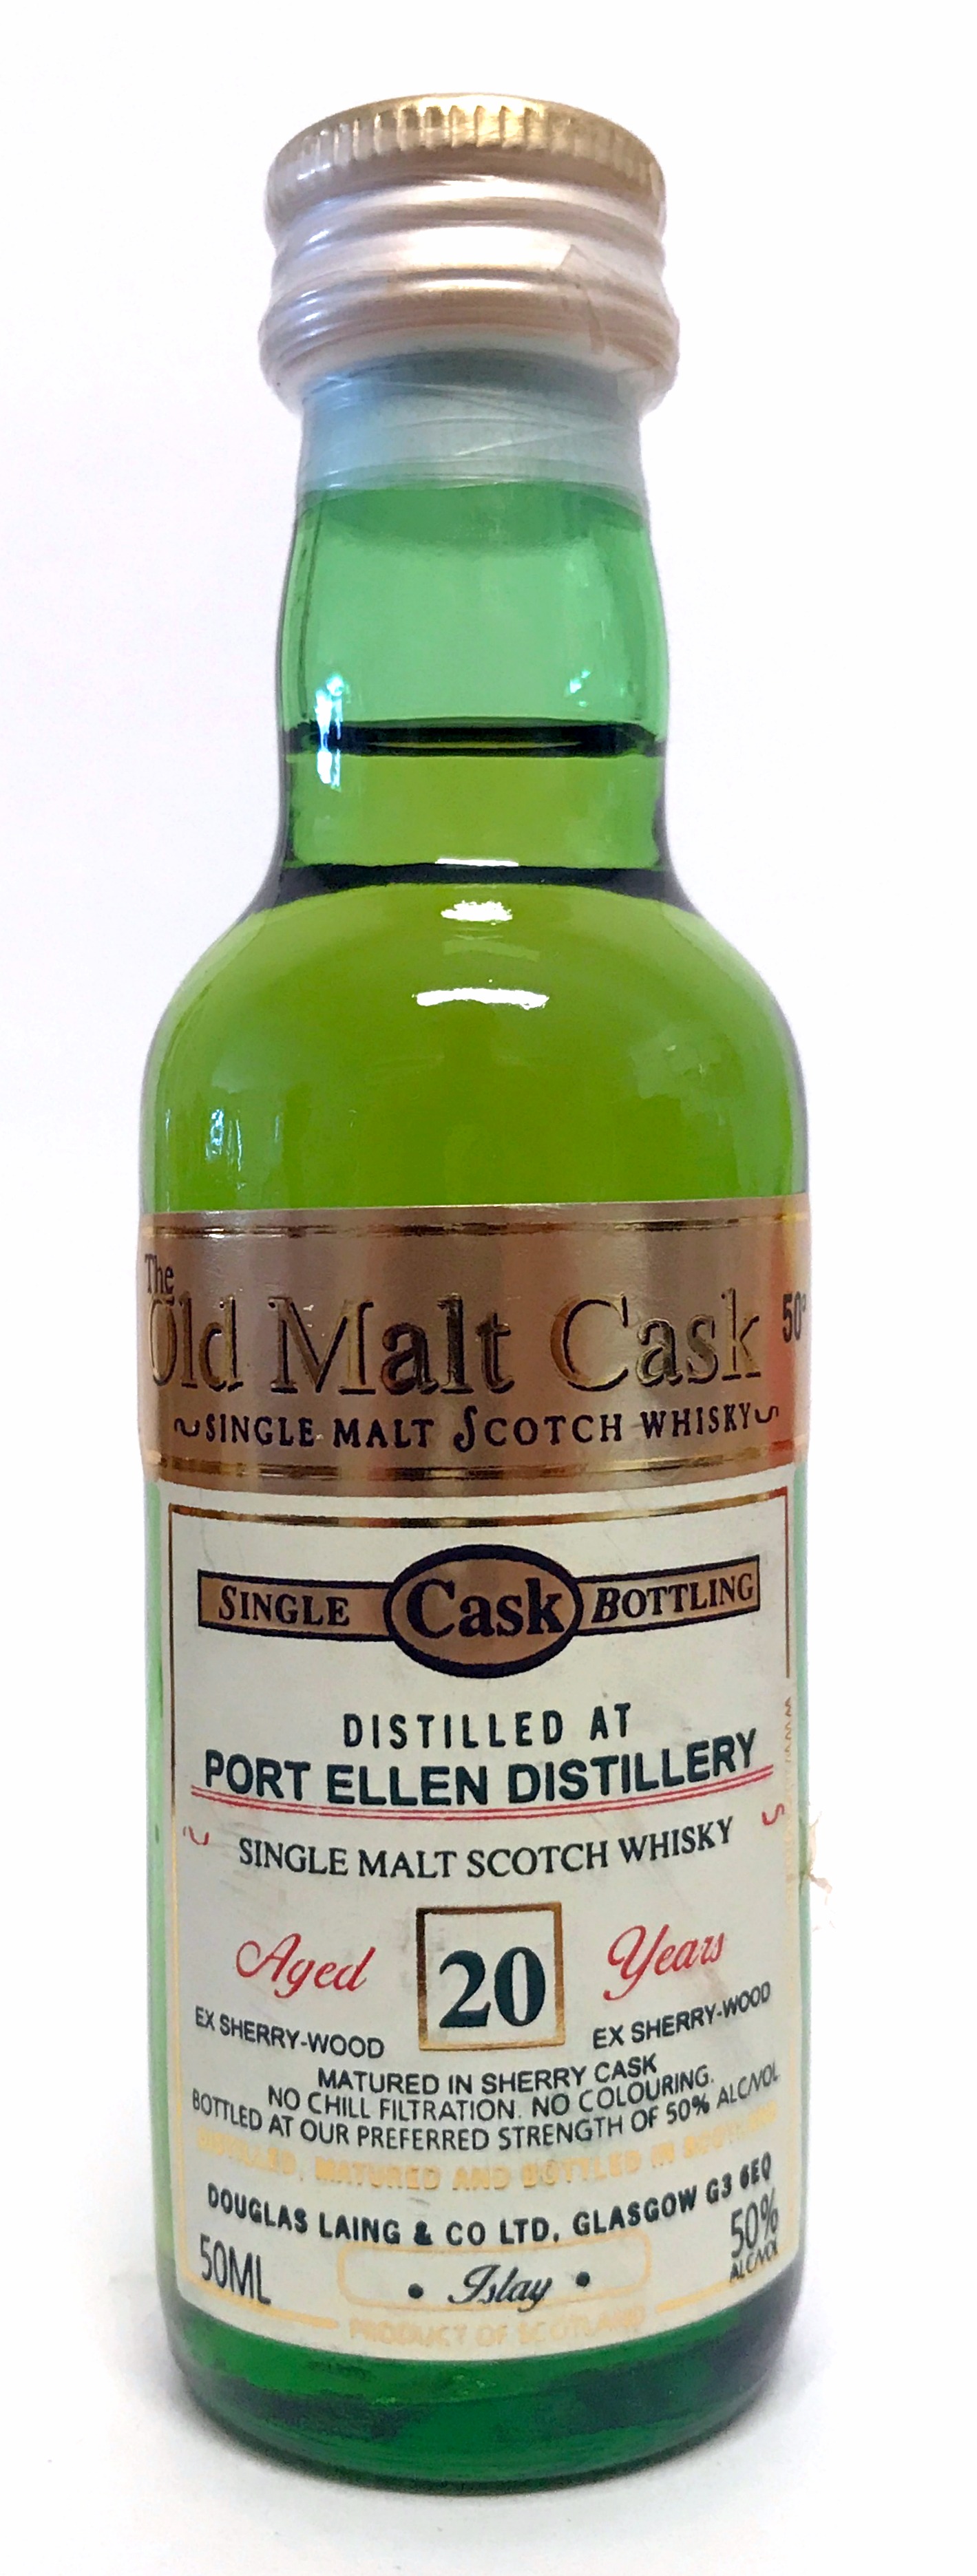 The
Old Malt Cask 50°
SINGLE MALT SCOTCH WHISKY
SINGLE Cask BOTTLING
DISTILLED AT
PORT ELLEN DISTILLERY
SINGLE MALT SCOTCH WHISKY
Aged 20 Years
EX SHERRY-WOOD EX SHERRY-WOOD
MATURED IN SHERRY CASK
NO CHILL FILTRATION. NO COLOURING.
BOTTLED AT OUR PREFERRED STRENGTH OF 50% ALC/VOL
DISTILLED, MATURED AND BOTTLED IN SCOTLAND
DOUGLAS LAING & CO LTD, GLASGOW G3 6EQ
50ML • Islay • 50%
ALC/VOL
PRODUCT OF SCOTLAND